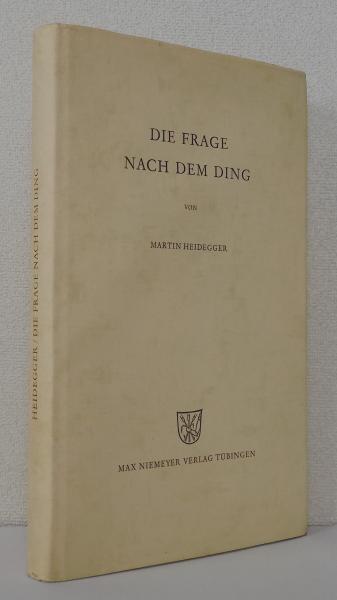 DIE FRAGE
NACH DEM DING
VON
MARTIN HEIDEGGER
MAX NIEMEYER VERLAG TÜBINGEN
HEIDEGGER / DIE FRAGE NACH DEM DING